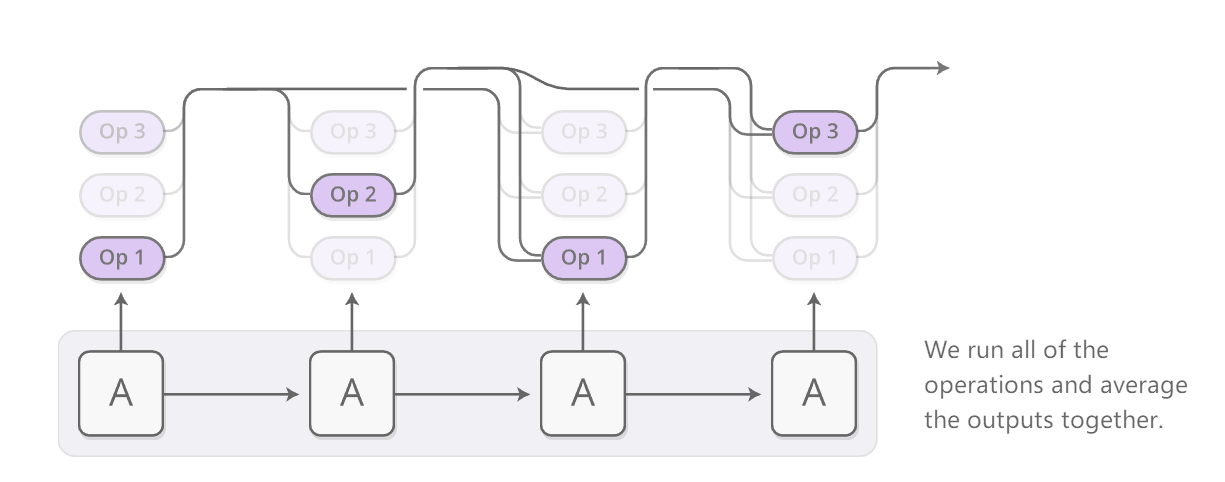 Op 3
Op 3
Op 3
Op 3
Op 2
Op 2
Op 2
Op 2
Op 1
Op 1
Op 1
Op 1
A
A
A
A
We run all of the
operations and average
the outputs together.